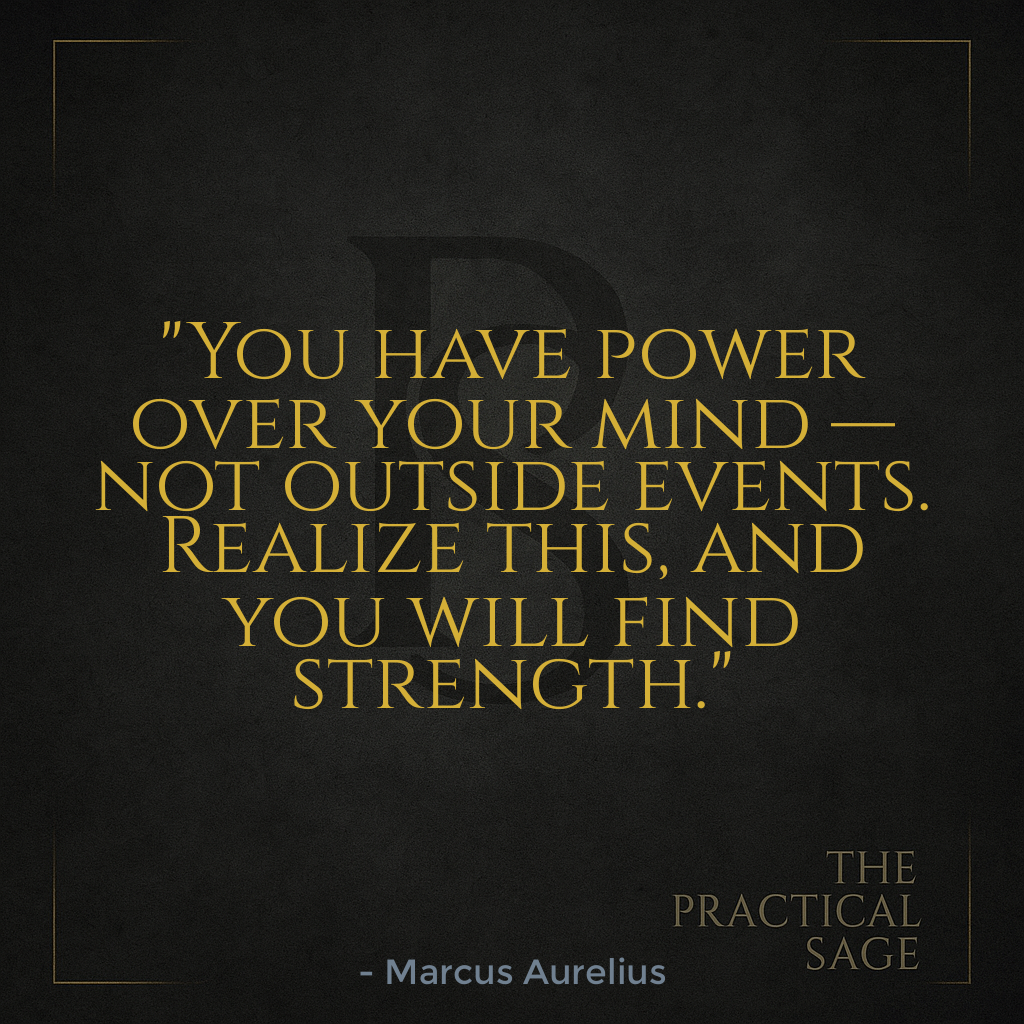 "You have power
over your mind —
not outside events.
Realize this, and
you will find
strength."
THE
PRACTICAL
SAGE
- Marcus Aurelius